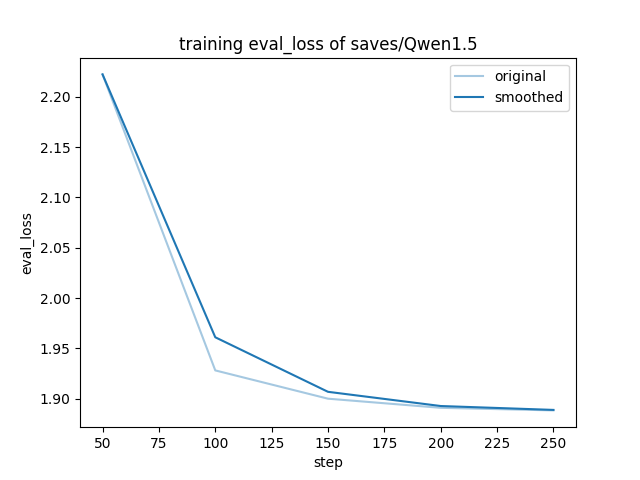 training eval_loss of saves/Qwen1.5
original
smoothed
2.20
2.15
2.10
2.05
2.00
1.95
1.90
eval_loss
50 75 100 125 150 175 200 225 250
step